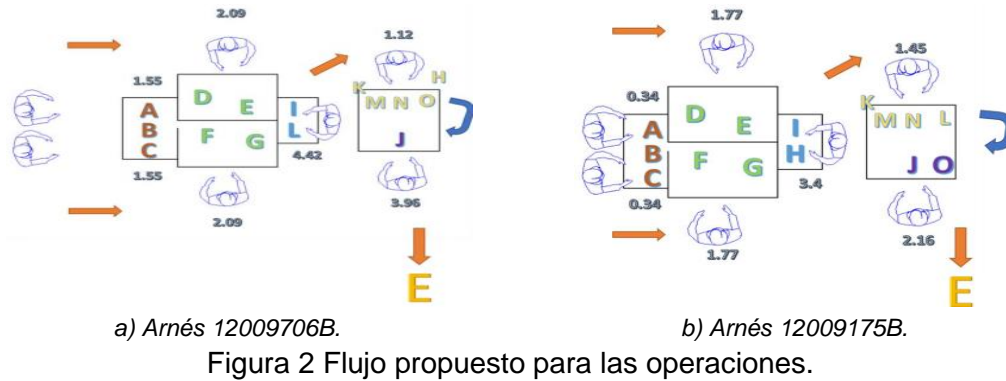 2.09
1.12
1.55
H
K
D
E
I
M N O
A
B
C
F
G
L
J
4.42
1.55
2.09
3.96
E
1.77
1.45
0.34
K
D
E
I
M N L
A
B
C
F
G
H
J O
0.34
3.4
1.77
2.16
E
a) Arnés 12009706B.
b) Arnés 12009175B.
Figura 2 Flujo propuesto para las operaciones.